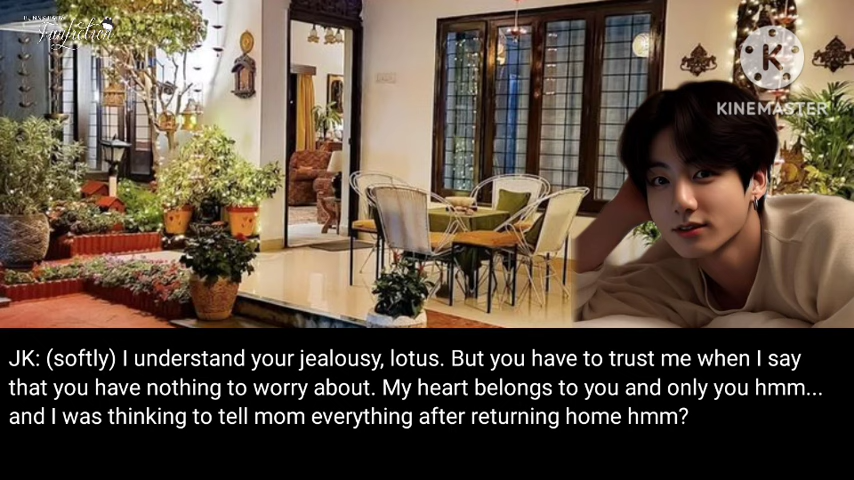 Fanfiction
KINEMASTER
JK: (softly) I understand your jealousy, lotus. But you have to trust me when I say
that you have nothing to worry about. My heart belongs to you and only you hmm...
and I was thinking to tell mom everything after returning home hmm?